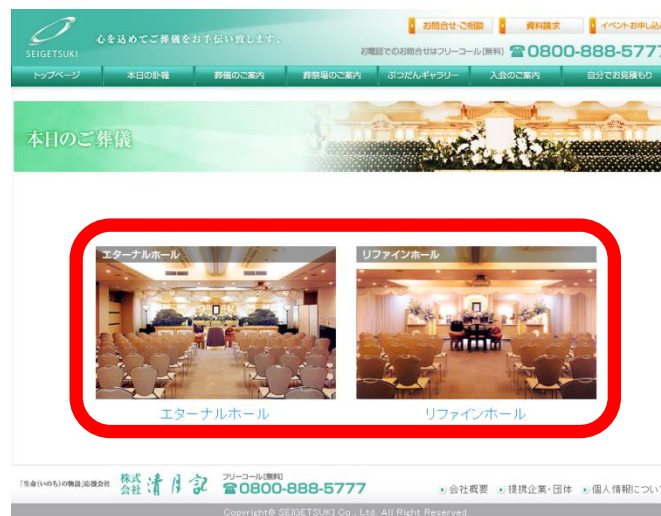 お問合せ・ご相談 資料請求 イベントお申し込み
心を込めてご葬儀をお手伝い致します。
SEIGETSUKI
お電話でのお問合せはフリーコール[無料] ☎0800-888-5777
トップページ 本日の訃報 葬儀のご案内 葬祭場のご案内 ぶつだんギャラリー 入会のご案内 自分でお見積もり
本日のご葬儀
エターナルホール リファインホール
エターナルホール リファインホール
「生命(いのち)の物語」応援会社 株式会社 清月記 フリーコール[無料] ☎0800-888-5777
会社概要 提携企業・団体 個人情報につい
Copyright© SEIGETSUKI Co., Ltd. All Right Reserved.